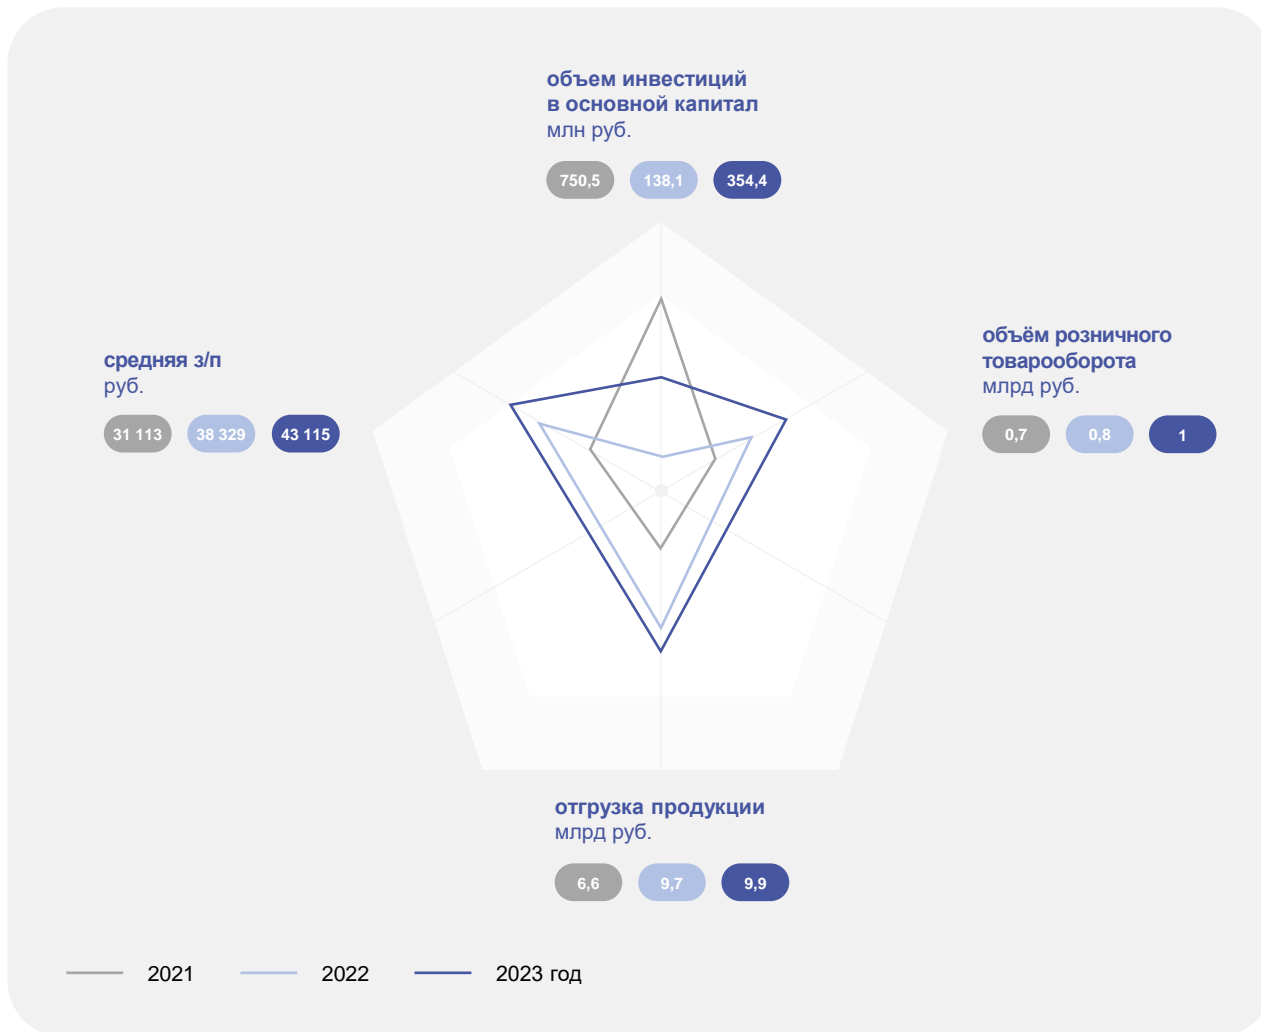 объем инвестиций
в основной капитал
млн руб.
750,5 138,1 354,4
объём розничного
товарооборота
млрд руб.
0,7 0,8 1
средняя з/п
руб.
31 113 38 329 43 115
отгрузка продукции
млрд руб.
6,6 9,7 9,9
2021 2022 2023 год